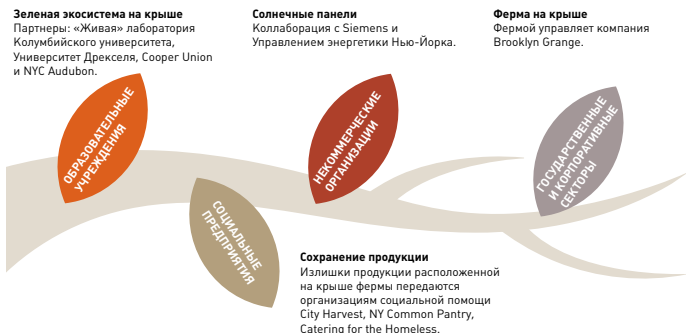 Зеленая экосистема на крыше
Партнеры: «Живая» лаборатория
Колумбийского университета,
Университет Дрекселя, Cooper Union
и NYC Audubon.
Солнечные панели
Коллаборация с Siemens и
Управлением энергетики Нью-Йорка.
Ферма на крыше
Фермой управляет компания
Brooklyn Grange.
ОБРАЗОВАТЕЛЬНЫЕ
УЧРЕЖДЕНИЯ
НЕКОММЕРЧЕСКИЕ
ОРГАНИЗАЦИИ
ГОСУДАРСТВЕННЫЕ
И КОРПОРАТИВНЫЕ
СЕКТОРЫ
СОЦИАЛЬНЫЕ
ПРЕДПРИЯТИЯ
Сохранение продукции
Излишки продукции расположенной
на крыше фермы передаются
организациям социальной помощи
City Harvest, NY Common Pantry,
Catering for the Homeless.